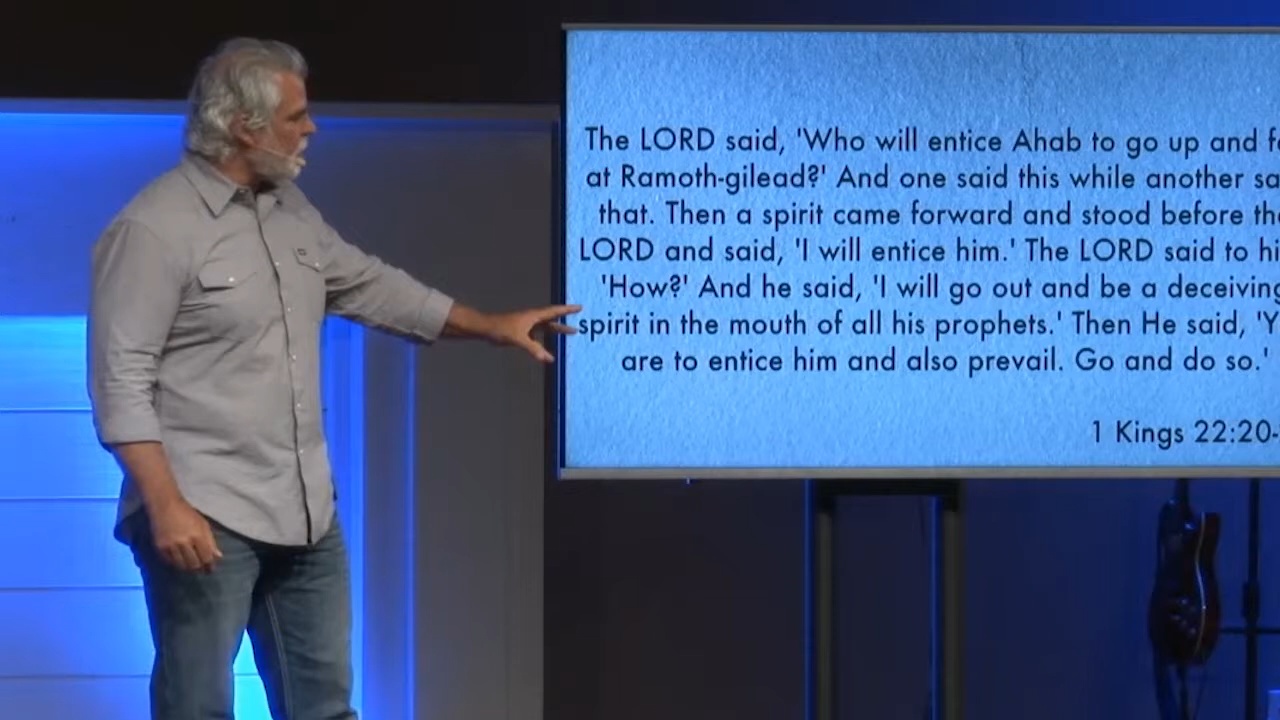 The LORD said, 'Who will entice Ahab to go up and
at Ramoth-gilead?' And one said this while another
that. Then a spirit came forward and stood before
LORD and said, 'I will entice him.' The LORD said to
'How?' And he said, 'I will go out and be a deceiving
spirit in the mouth of all his prophets.' Then He said,
are to entice him and also prevail. Go and do so.'
1 Kings 22:20-